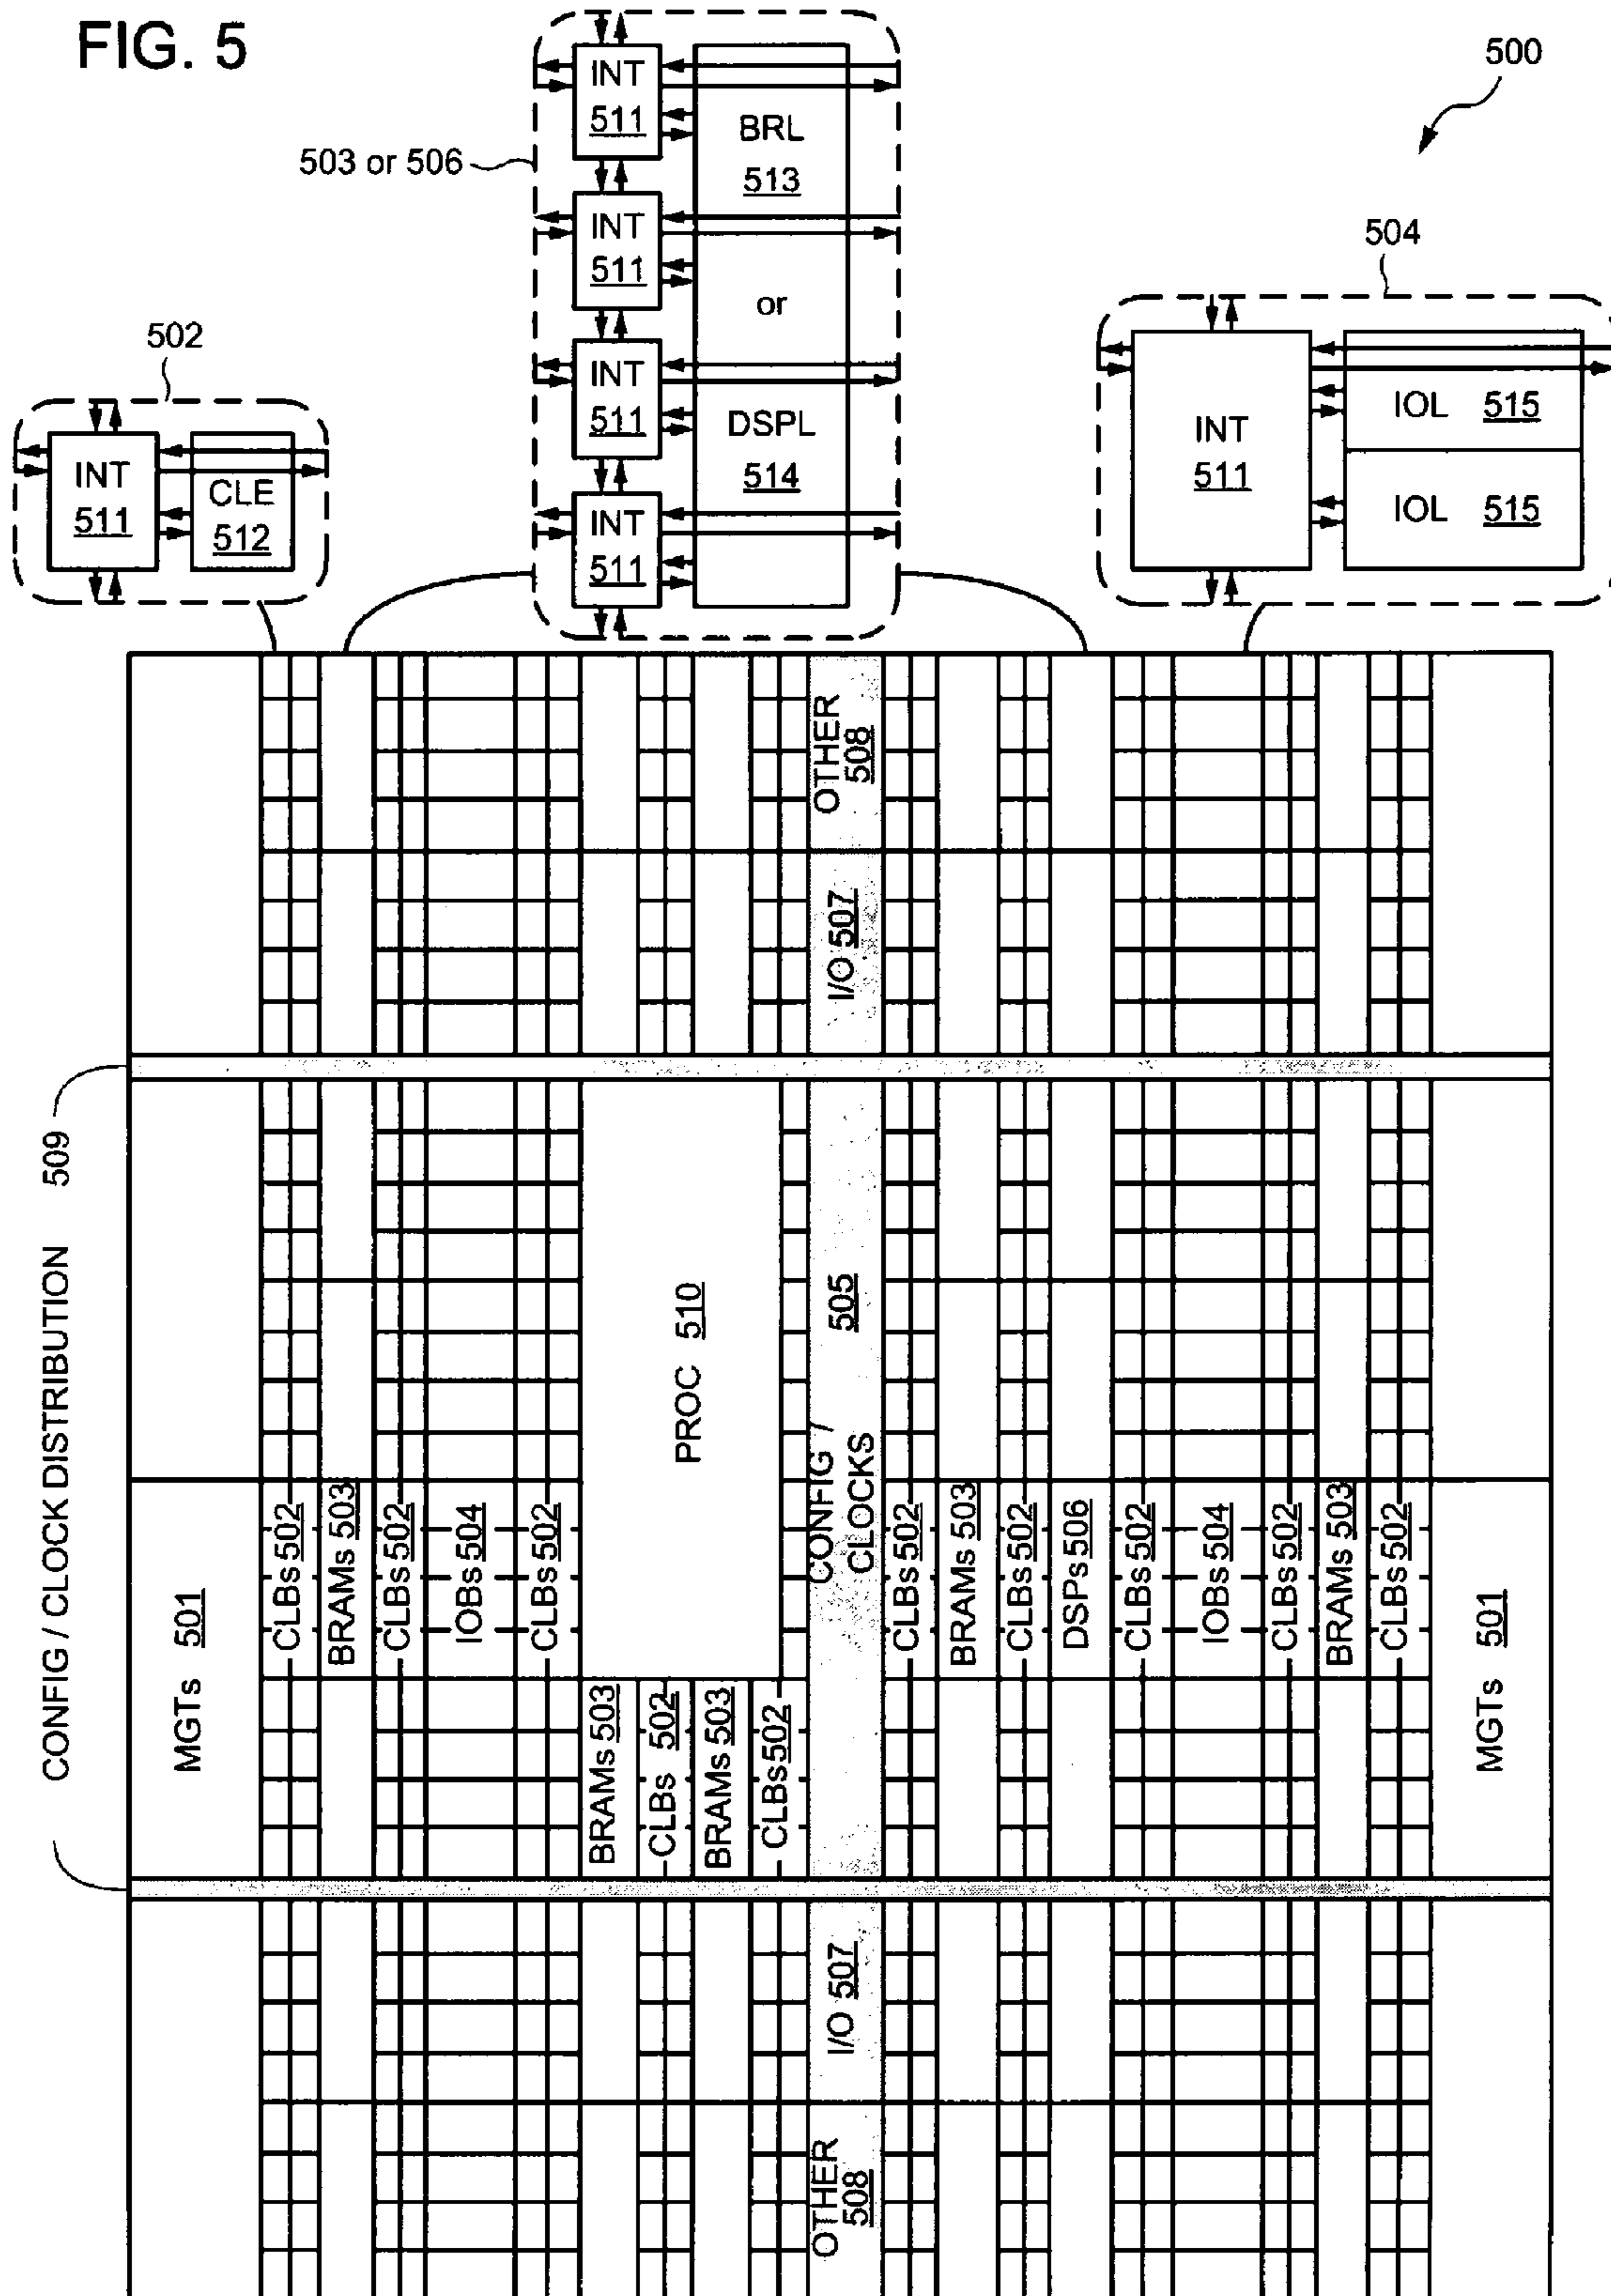 FIG. 5
500
503 or 506
INT
511
INT
511
INT
511
INT
511
BRL
513
or
DSPL
514
504
INT
511
IOL 515
IOL 515
502
INT
511
CLE
512
OTHER
508
I/O 507
CONFIG / CLOCK DISTRIBUTION 509
PROC 510
CONFIG /
CLOCKS
505
MGTs 501
CLBs 502
BRAMs 503
CLBs 502
IOBs 504
CLBs 502
BRAMs 503
CLBs 502
BRAMs 503
CLBs 502
CLBs 502
BRAMs 503
CLBs 502
DSPs 506
CLBs 502
IOBs 504
CLBs 502
BRAMs 503
CLBs 502
MGTs 501
I/O 507
OTHER
508